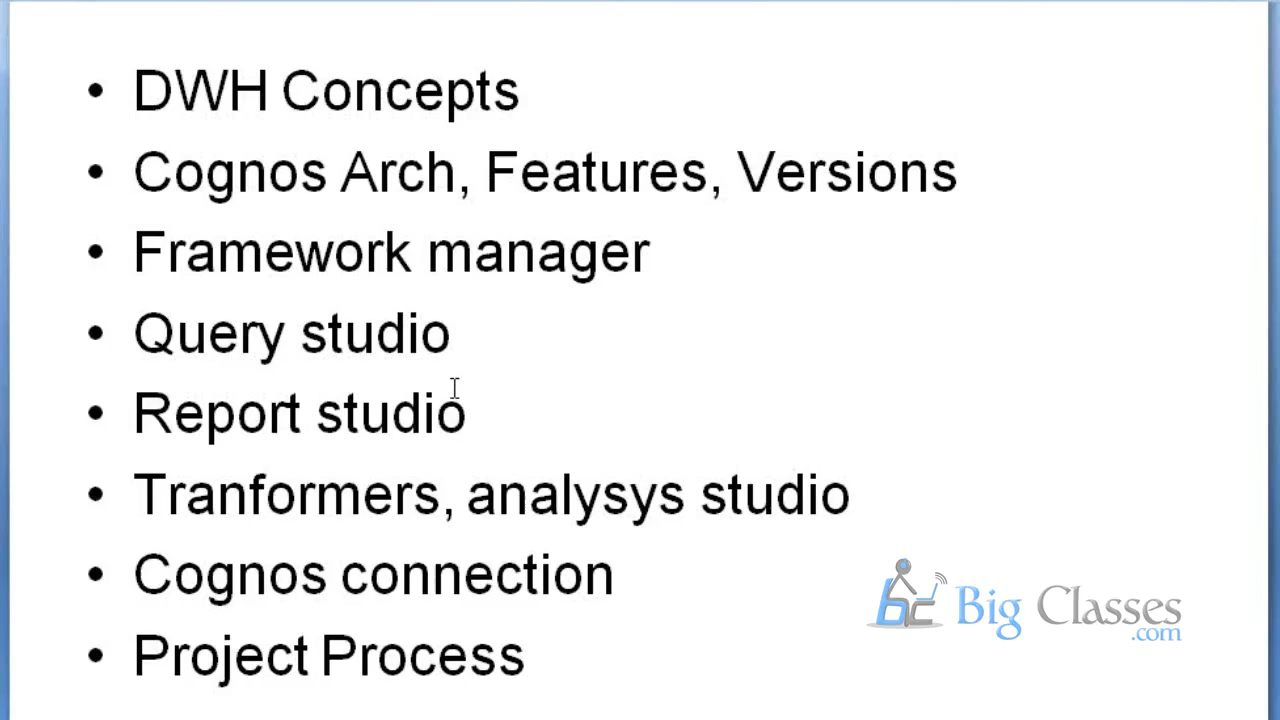 • DWH Concepts
• Cognos Arch, Features, Versions
• Framework manager
• Query studio
• Report studio
• Tranformers, analysys studio
• Cognos connection
• Project Process
bc Big Classes
.com